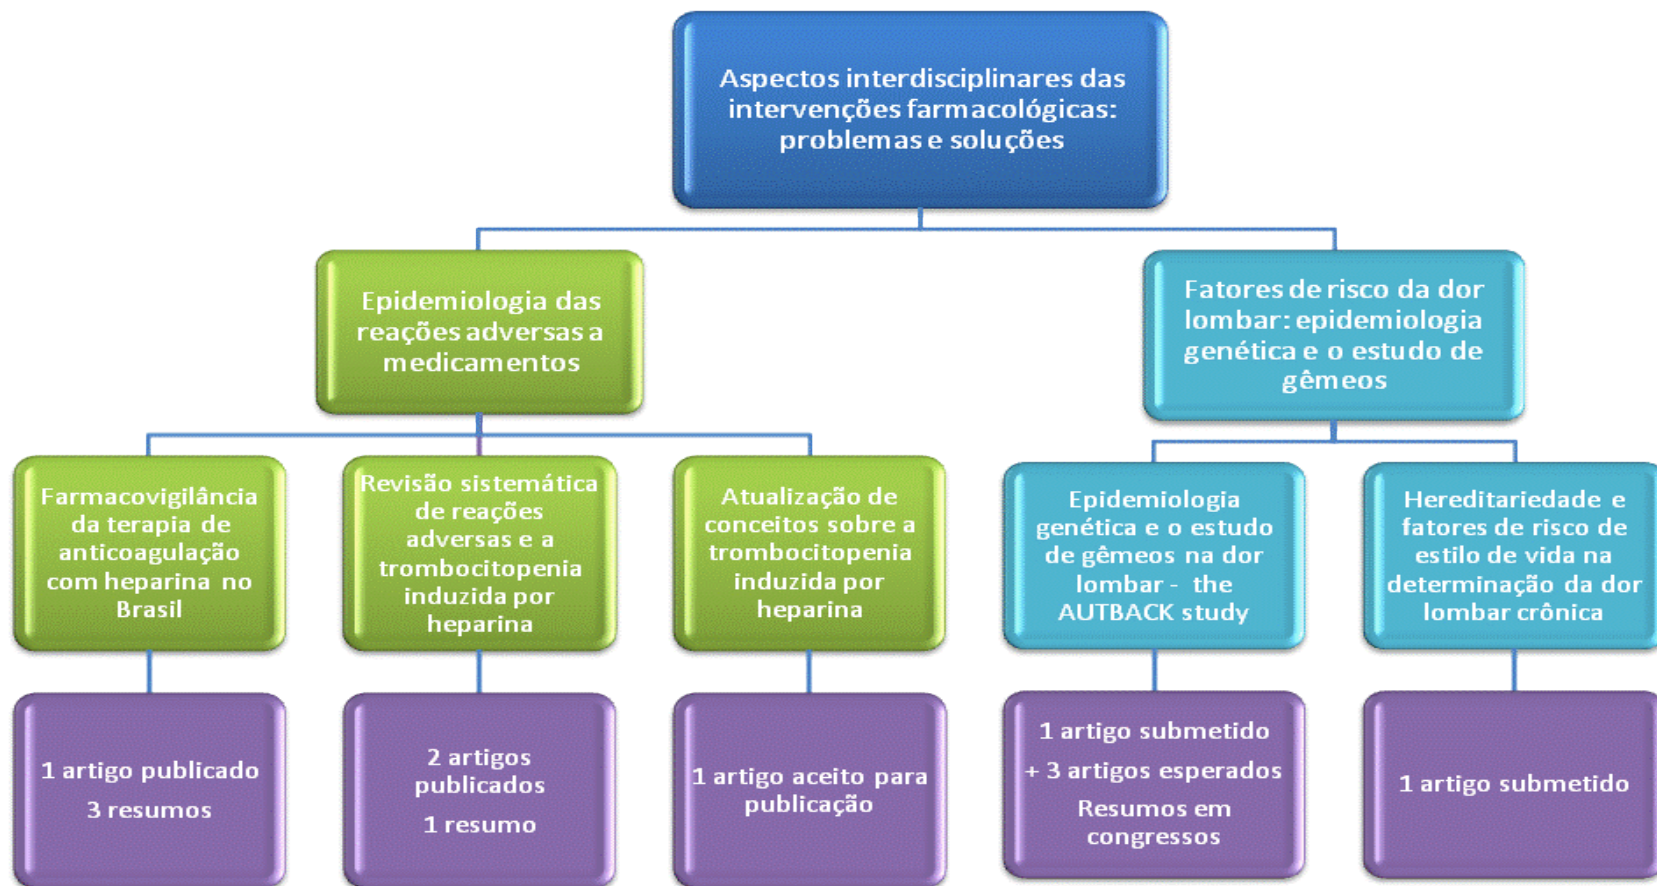 Aspectos interdisciplinares das
intervenções farmacológicas:
problemas e soluções
Epidemiologia das
reações adversas a
medicamentos
Fatores de risco da dor
lombar: epidemiologia
genética e o estudo de
gêmeos
Farmacovigilância
da terapia de
anticoagulação
com heparina no
Brasil
Revisão sistemática
de reações
adversas e a
trombocitopenia
induzida por
heparina
Atualização de
conceitos sobre a
trombocitopenia
induzida por
heparina
Epidemiologia
genética e o estudo
de gêmeos na dor
lombar - the
AUTBACK study
Hereditariedade e
fatores de risco de
estilo de vida na
determinação da dor
lombar crônica
1 artigo publicado
3 resumos
2 artigos
publicados
1 resumo
1 artigo aceito para
publicação
1 artigo submetido
+ 3 artigos esperados
Resumos em
congressos
1 artigo submetido